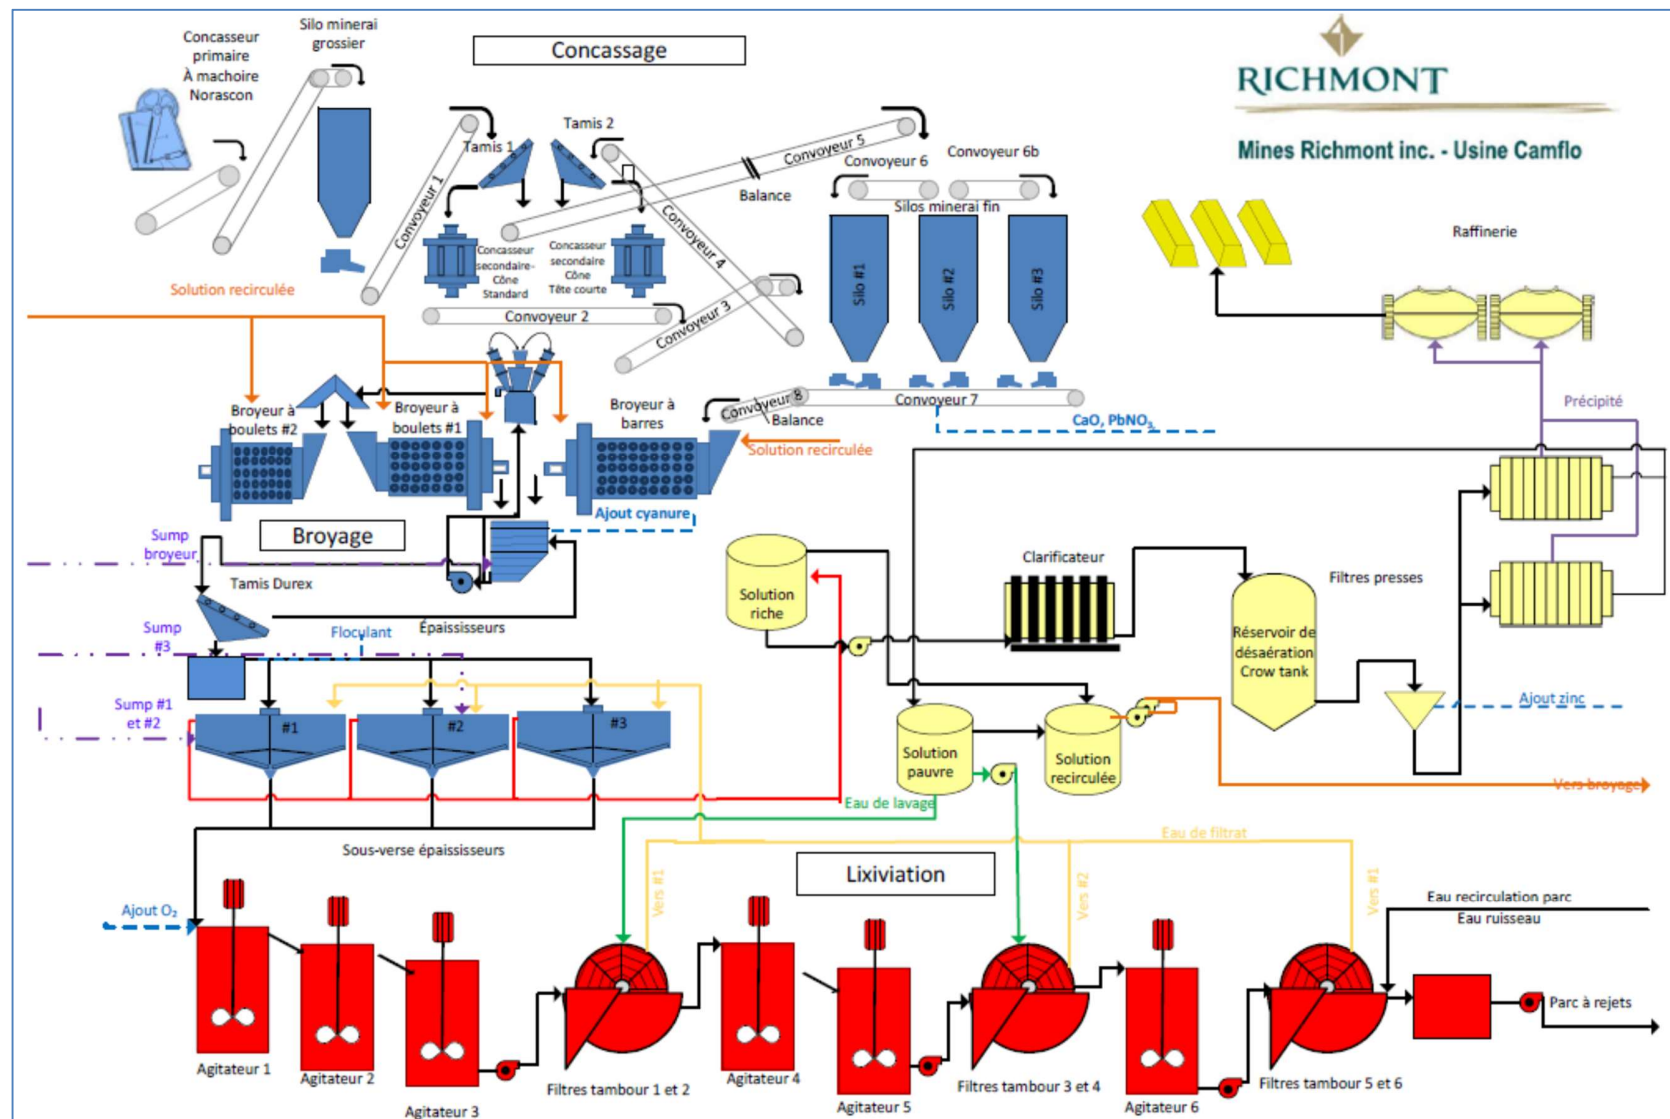 Concassage
Concasseur
primaire
À machoire
Norascon
Silo minerai
grossier
RICHMONT
Mines Richmont inc. - Usine Camflo
Tamis 1
Tamis 2
Convoyeur 1
Convoyeur 5
Balance
Convoyeur 6
Convoyeur 6b
Silos minerai fin
Convoyeur 4
Concasseur
secondaire-
Cône
Standard
Concasseur
secondaire
Cône
Tête courte
Convoyeur 2
Convoyeur 3
Silo #1
Silo #2
Silo #3
Raffinerie
Solution recirculée
Broyeur à
boulets #2
Broyeur à
boulets #1
Broyeur à
barres
Convoyeur 8
Balance
Convoyeur 7
CaO, PbNO3
Solution recirculée
Précipité
Broyage
Ajout cyanure
Sump
broyeur
Tamis Durex
Sump
#3
Floculant
Épaississeurs
Sump #1
et #2
#1
#2
#3
Solution
riche
Clarificateur
Réservoir de
désaération
Crow tank
Filtres presses
Ajout zinc
Solution
pauvre
Solution
recirculée
Vers broyage
Eau de lavage
Eau de filtrat
Sous-verse épaississeurs
Lixiviation
Vers #1
Vers #2
Vers #1
Ajout O₂
Eau recirculation parc
Eau ruisseau
Parc à rejets
Agitateur 1
Agitateur 2
Agitateur 3
Filtres tambour 1 et 2
Agitateur 4
Agitateur 5
Filtres tambour 3 et 4
Agitateur 6
Filtres tambour 5 et 6